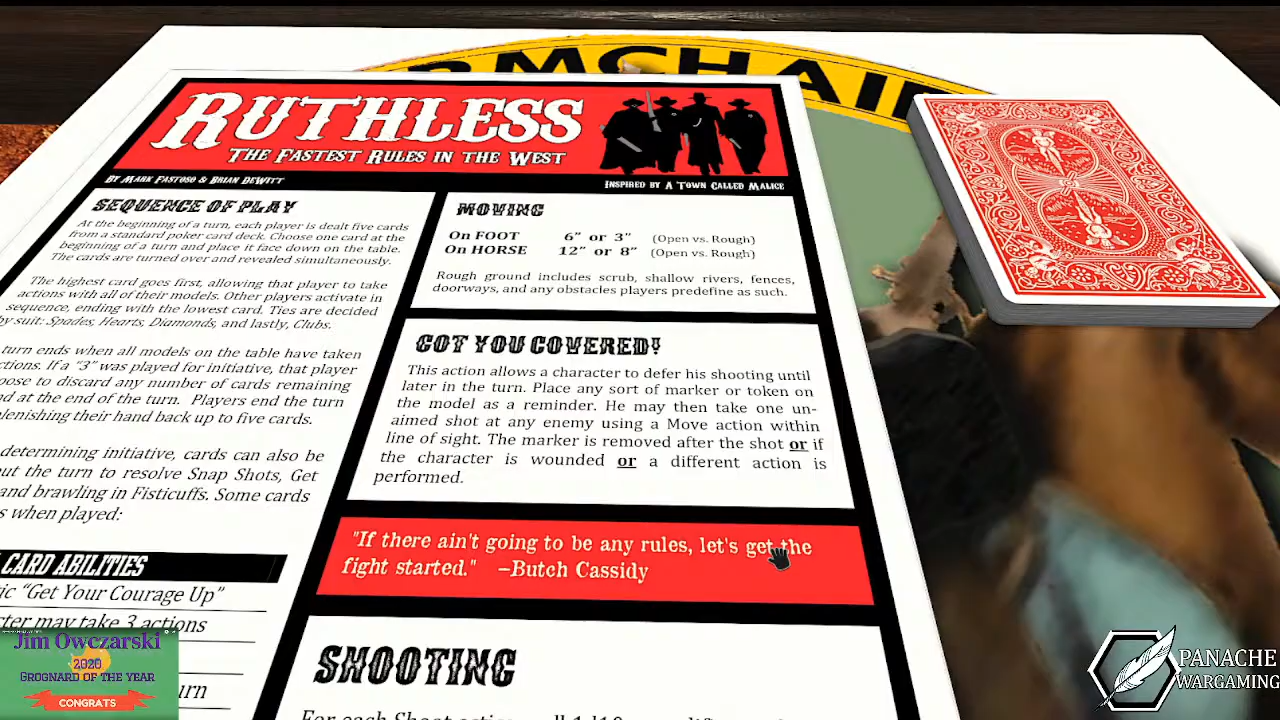 RMCHAI
RUTHLESS
THE FASTEST RULES IN THE WEST
BY MARK FASTOSO & BRIAN DEWITT
INSPIRED BY A TOWN CALLED MALICE
SEQUENCE OF PLAY
At the beginning of a turn, each player is dealt five cards
from a standard poker card deck. Choose one card at the
beginning of a turn and place it face down on the table.
The cards are turned over and revealed simultaneously.
The highest card goes first, allowing that player to take
actions with all of their models. Other players activate in
sequence, ending with the lowest card. Ties are decided
by suit: Spades, Hearts, Diamonds, and lastly, Clubs.
turn ends when all models on the table have taken
ctions. If a "3" was played for initiative, that player
oose to discard any number of cards remaining
nd at the end of the turn. Players end the turn
plenishing their hand back up to five cards.
determining initiative, cards can also be
out the turn to resolve Snap Shots, Get
and brawling in Fisticuffs. Some cards
s when played:
CARD ABILITIES
ic "Get Your Courage Up"
cter may take 3 actions
urn
MOVING
On FOOT 6" or 3" (Open vs. Rough)
On HORSE 12" or 8" (Open vs. Rough)
Rough ground includes scrub, shallow rivers, fences,
doorways, and any obstacles players predefine as such.
GOT YOU COVERED!
This action allows a character to defer his shooting until
later in the turn. Place any sort of marker or token on
the model as a reminder. He may then take one un-
aimed shot at any enemy using a Move action within
line of sight. The marker is removed after the shot or if
the character is wounded or a different action is
performed.
"If there ain't going to be any rules, let's get the
fight started." –Butch Cassidy
SHOOTING
For each Shoot
Jim Owczarski
2020
GROGNARD OF THE YEAR
CONGRATS
PANACHE
WARGAMING